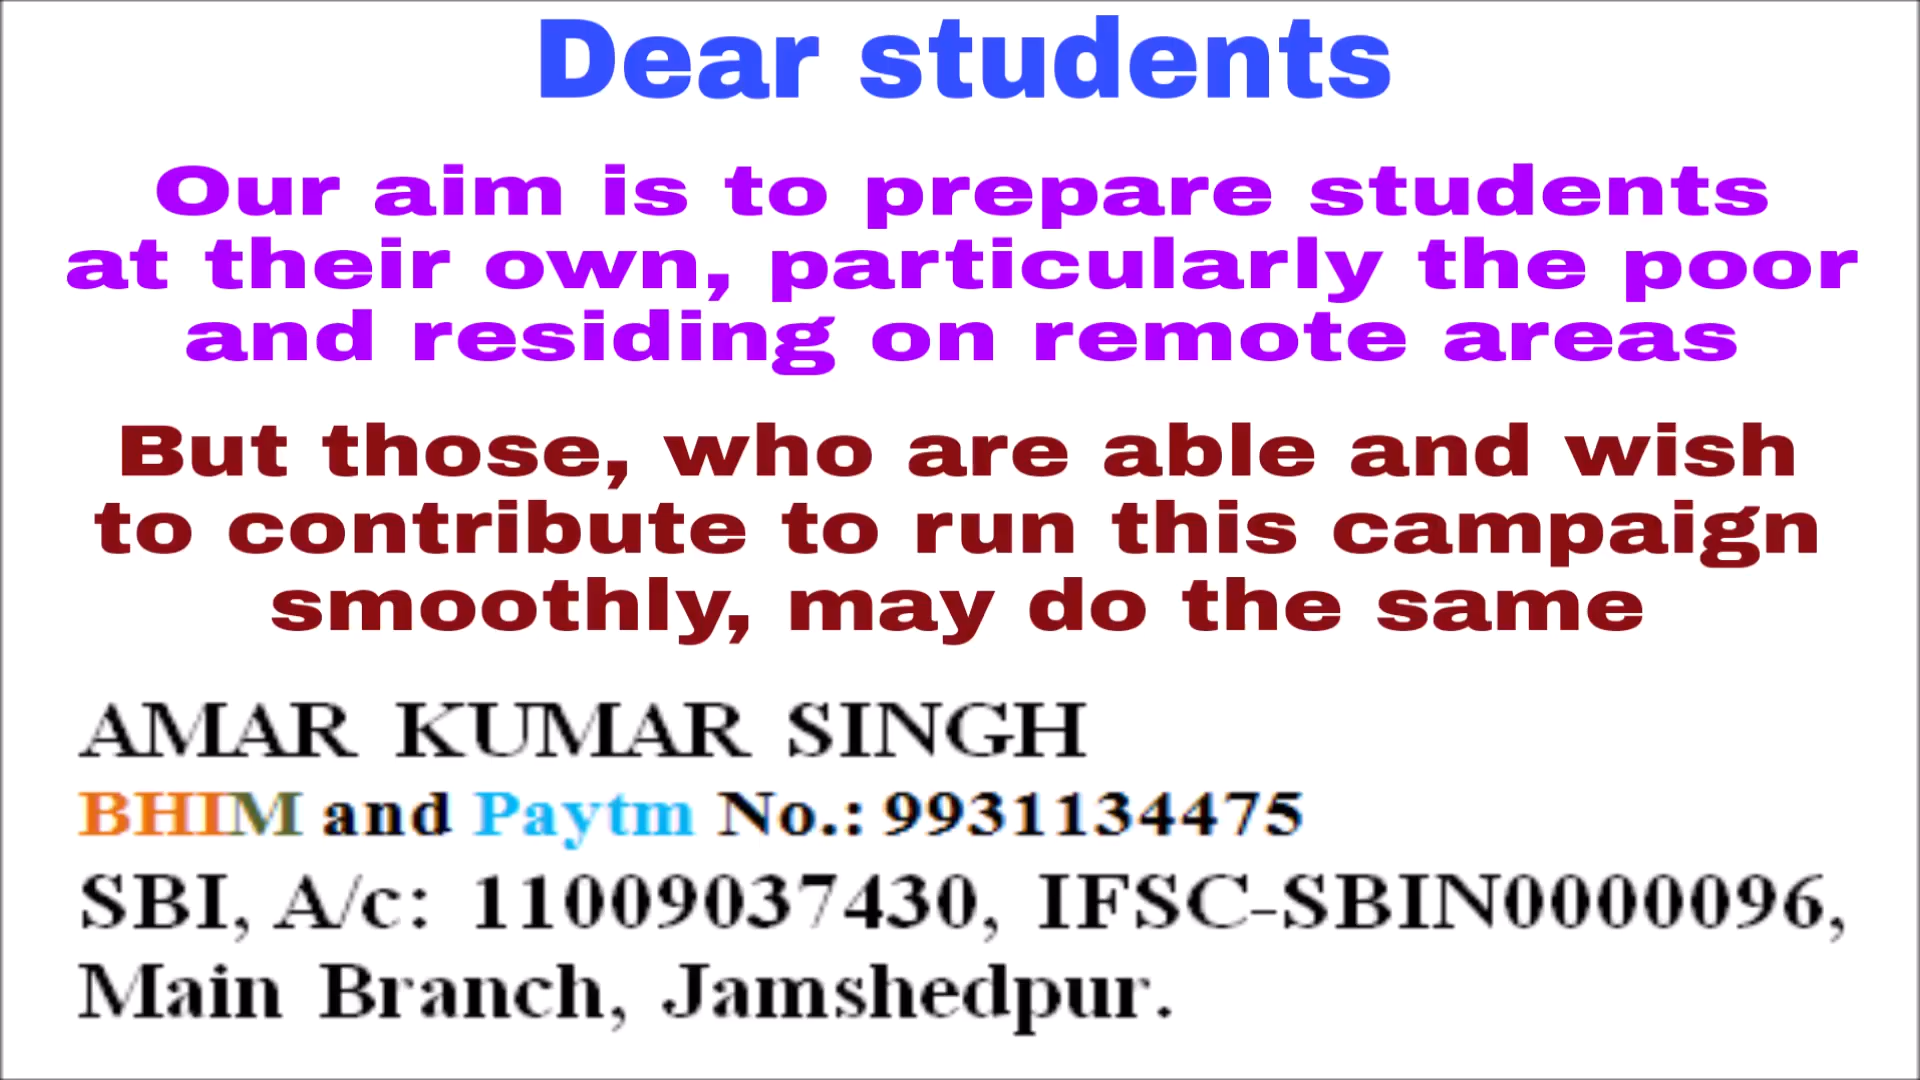 Dear students
Our aim is to prepare students
at their own, particularly the poor
and residing on remote areas
But those, who are able and wish
to contribute to run this campaign
smoothly, may do the same
AMAR KUMAR SINGH
BHIM and Paytm No.: 9931134475
SBI, A/c: 11009037430, IFSC-SBIN0000096,
Main Branch, Jamshedpur.